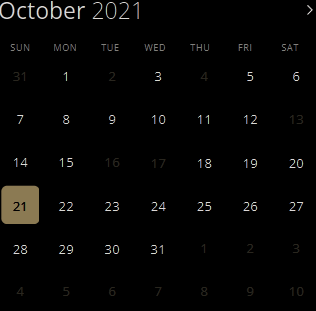 October 2021 >
SUN MON TUE WED THU FRI SAT
31 1 2 3 4 5 6
7 8 9 10 11 12 13
14 15 16 17 18 19 20
21 22 23 24 25 26 27
28 29 30 31 1 2 3
4 5 6 7 8 9 10